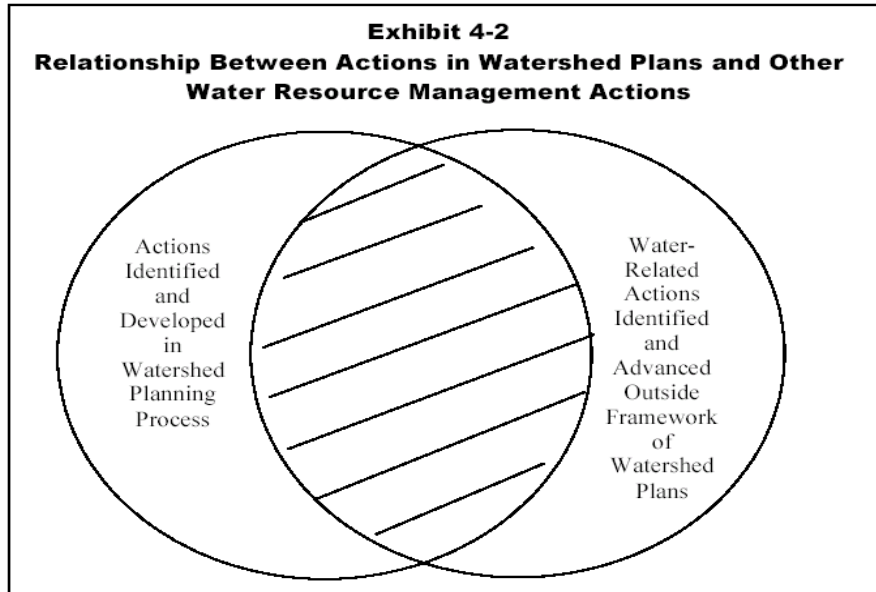 Exhibit 4-2
Relationship Between Actions in Watershed Plans and Other
Water Resource Management Actions
Actions
Identified
and
Developed
in
Watershed
Planning
Process
Water-
Related
Actions
Identified
and
Advanced
Outside
Framework
of
Watershed
Plans